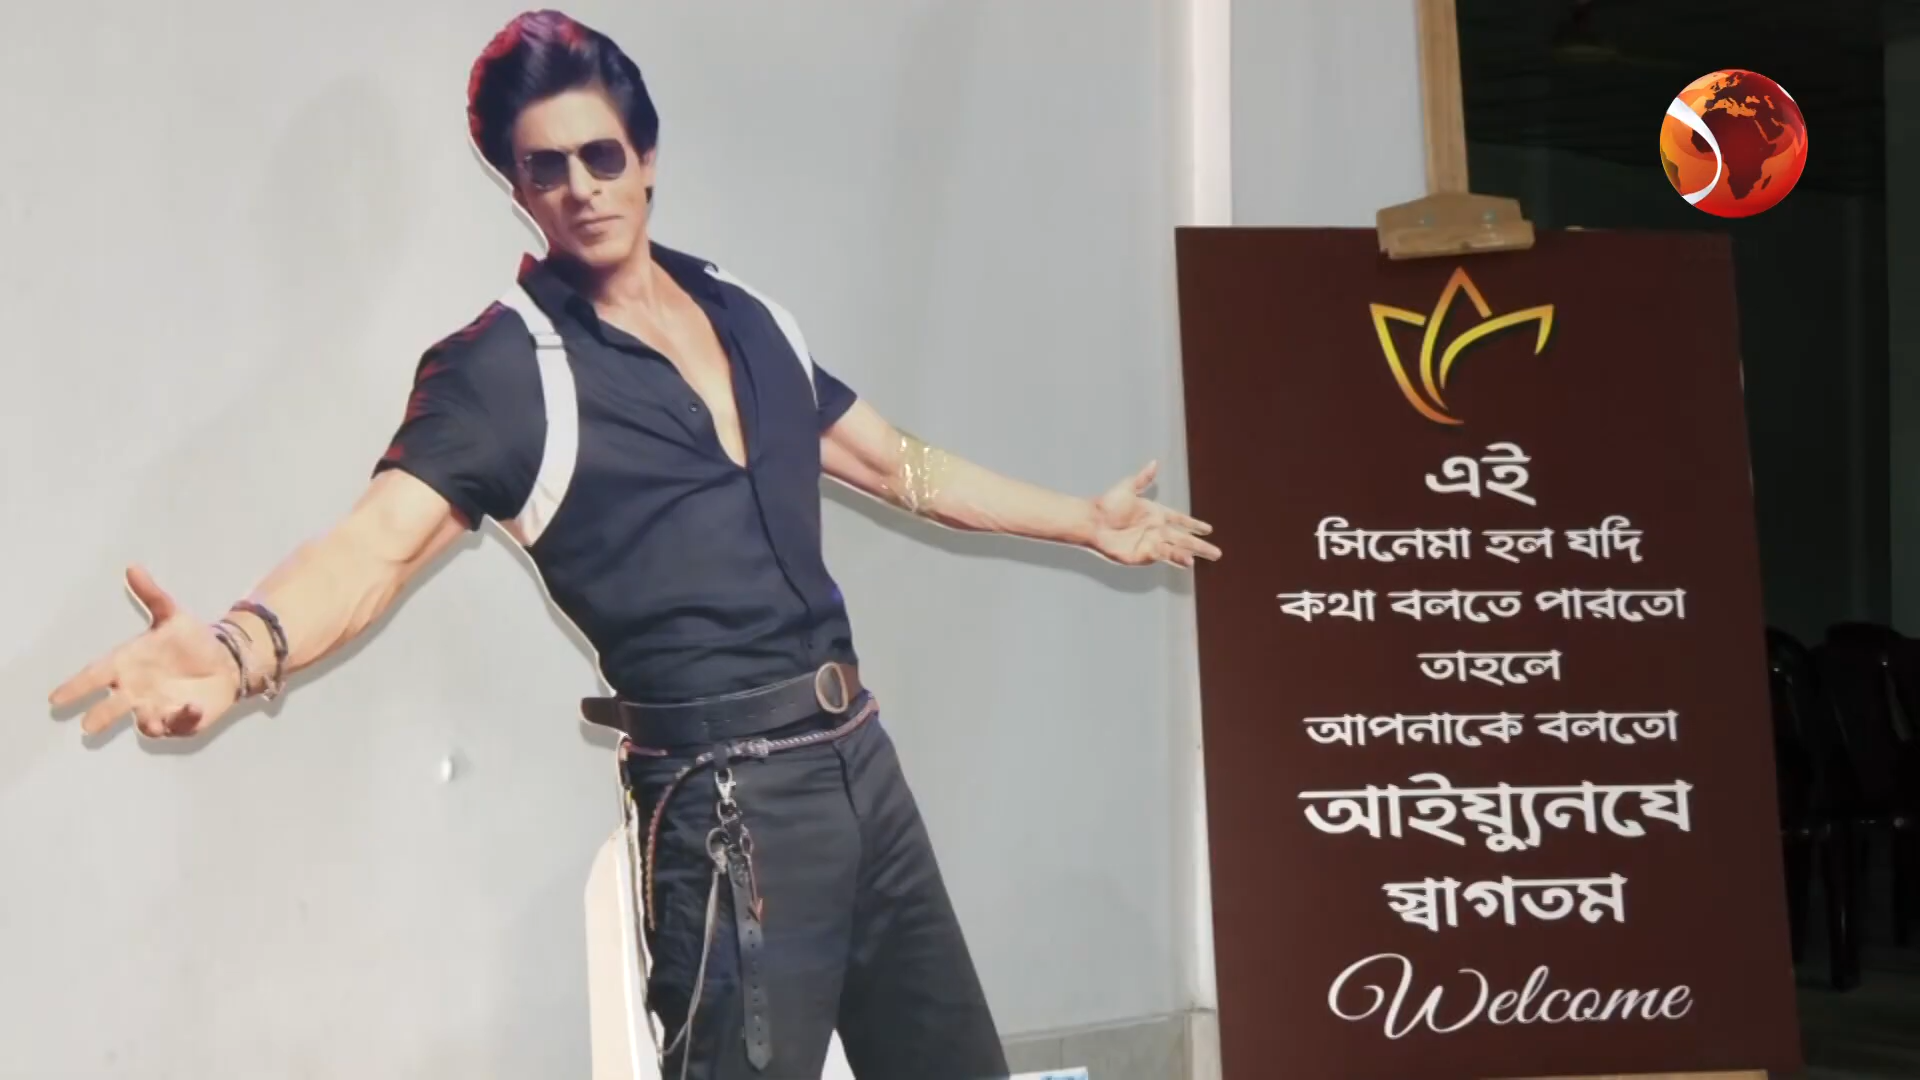 এই
সিনেমা হল যদি
কথা বলতে পারতো
তাহলে
আপনাকে বলতো
আইয়্যুনযে
স্বাগতম
Welcome